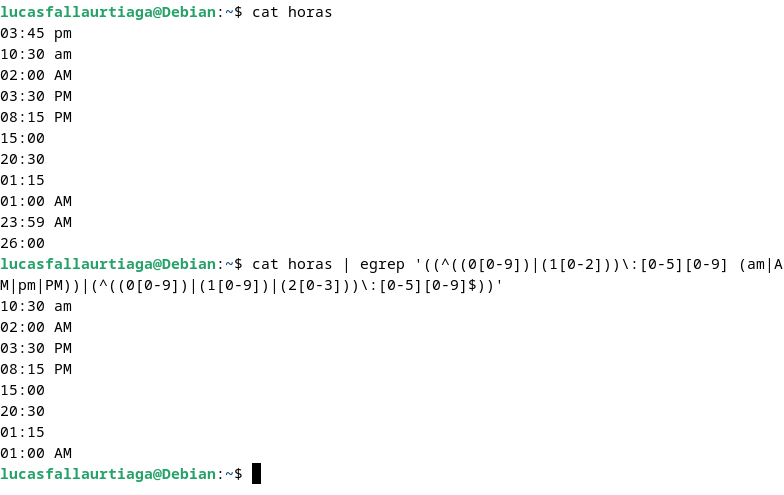 lucasfallaurtiaga@Debian:~$ cat horas
03:45 pm
10:30 am
02:00 AM
03:30 PM
08:15 PM
15:00
20:30
01:15
01:00 AM
23:59 AM
26:00
lucasfallaurtiaga@Debian:~$ cat horas | egrep '((^((0[0-9])|(1[0-2]))\:[0-5][0-9] (am|A
M|pm|PM))|(^((0[0-9])|(1[0-9])|(2[0-3]))\:[0-5][0-9]$))'
10:30 am
02:00 AM
03:30 PM
08:15 PM
15:00
20:30
01:15
01:00 AM
lucasfallaurtiaga@Debian:~$